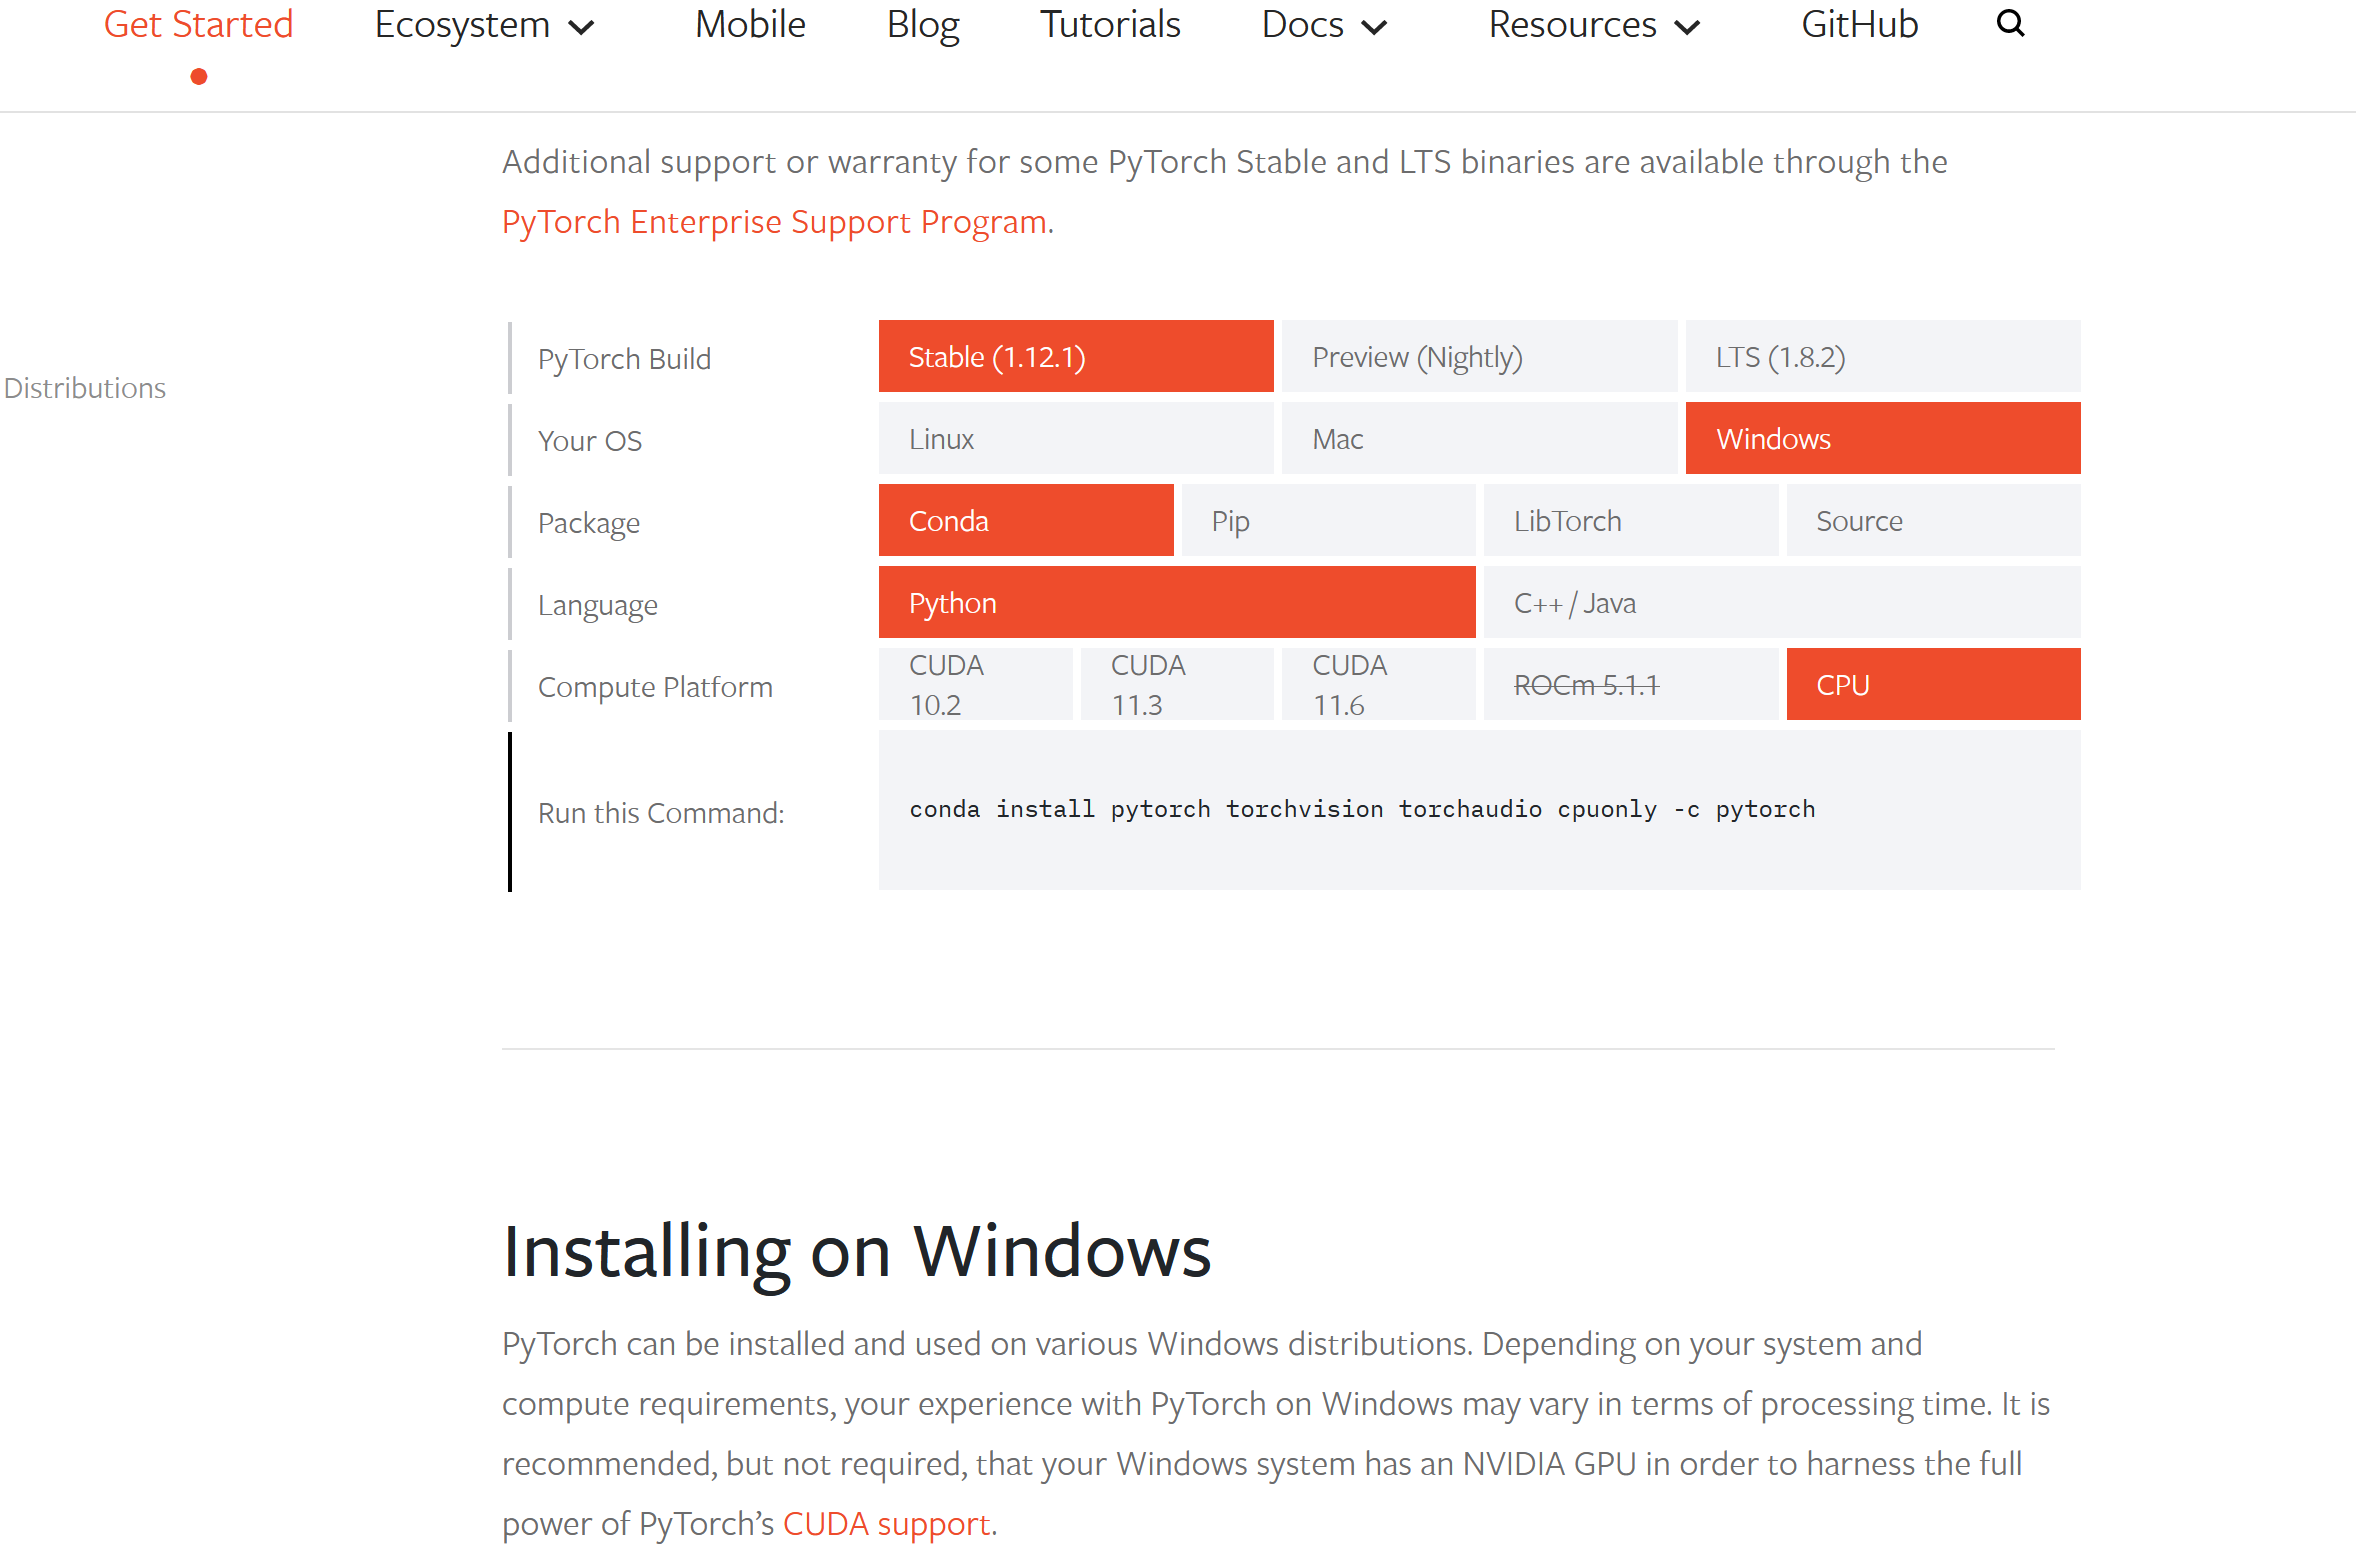 Get Started Ecosystem Mobile Blog Tutorials Docs Resources GitHub
Additional support or warranty for some PyTorch Stable and LTS binaries are available through the
PyTorch Enterprise Support Program.
Distributions
PyTorch Build Stable (1.12.1) Preview (Nightly) LTS (1.8.2)
Your OS Linux Mac Windows
Package Conda Pip LibTorch Source
Language Python C++ / Java
Compute Platform CUDA 10.2 CUDA 11.3 CUDA 11.6 ROCm 5.1.1 CPU
Run this Command: conda install pytorch torchvision torchaudio cpuonly -c pytorch
Installing on Windows
PyTorch can be installed and used on various Windows distributions. Depending on your system and
compute requirements, your experience with PyTorch on Windows may vary in terms of processing time. It is
recommended, but not required, that your Windows system has an NVIDIA GPU in order to harness the full
power of PyTorch’s CUDA support.